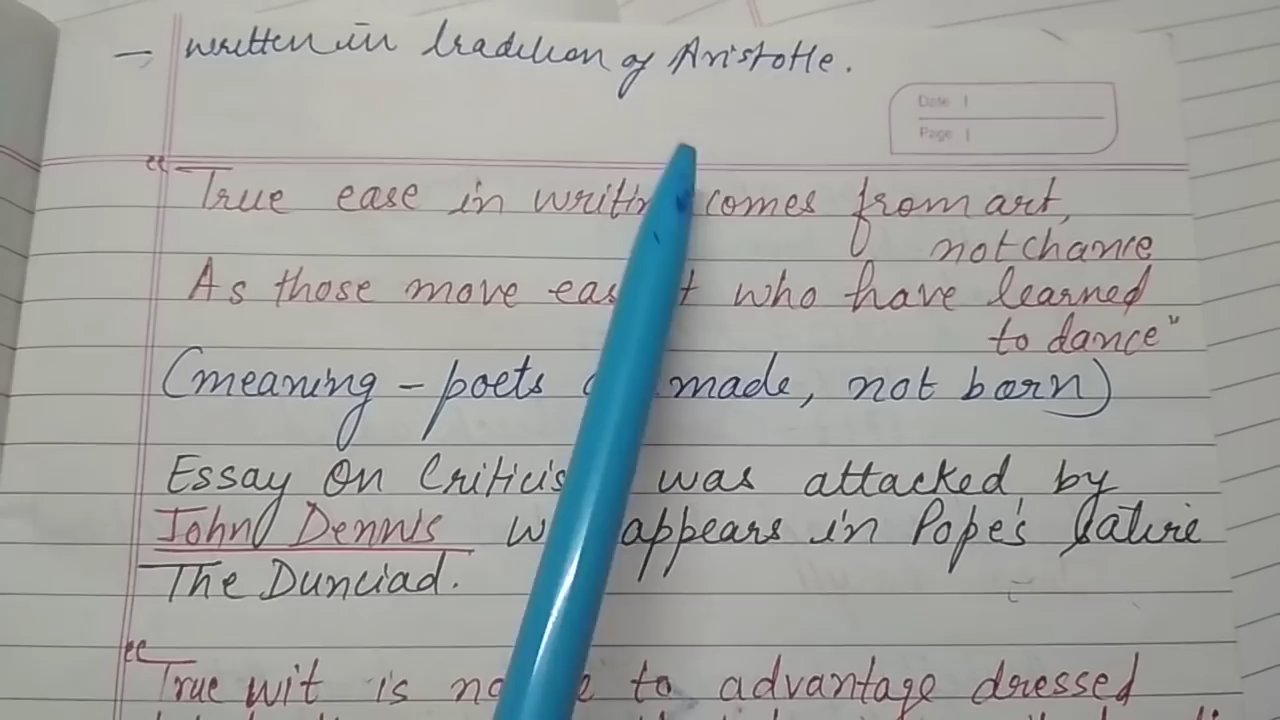 – written in tradition of Aristotle.
Date
Page
"True ease in writin comes from art,
not chance
As those move eas t who have learned
to dance"
(meaning – poets made, not born)
Essay On Criticis was attacked by
John Dennis w appears in Pope's satire
The Dunciad.
"True wit is na e to advantage dressed